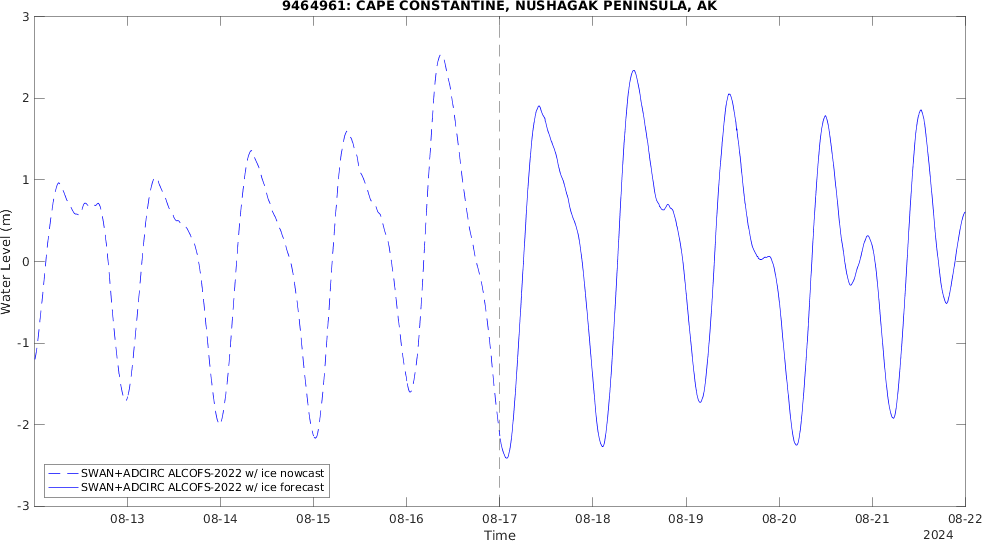 9464961: CAPE CONSTANTINE, NUSHAGAK PENINSULA, AK
Water Level (m)
3
2
1
0
-1
-2
-3
SWAN+ADCIRC ALCOFS-2022 w/ ice nowcast
SWAN+ADCIRC ALCOFS-2022 w/ ice forecast
08-13 08-14 08-15 08-16 08-17 08-18 08-19 08-20 08-21 08-22
Time
2024